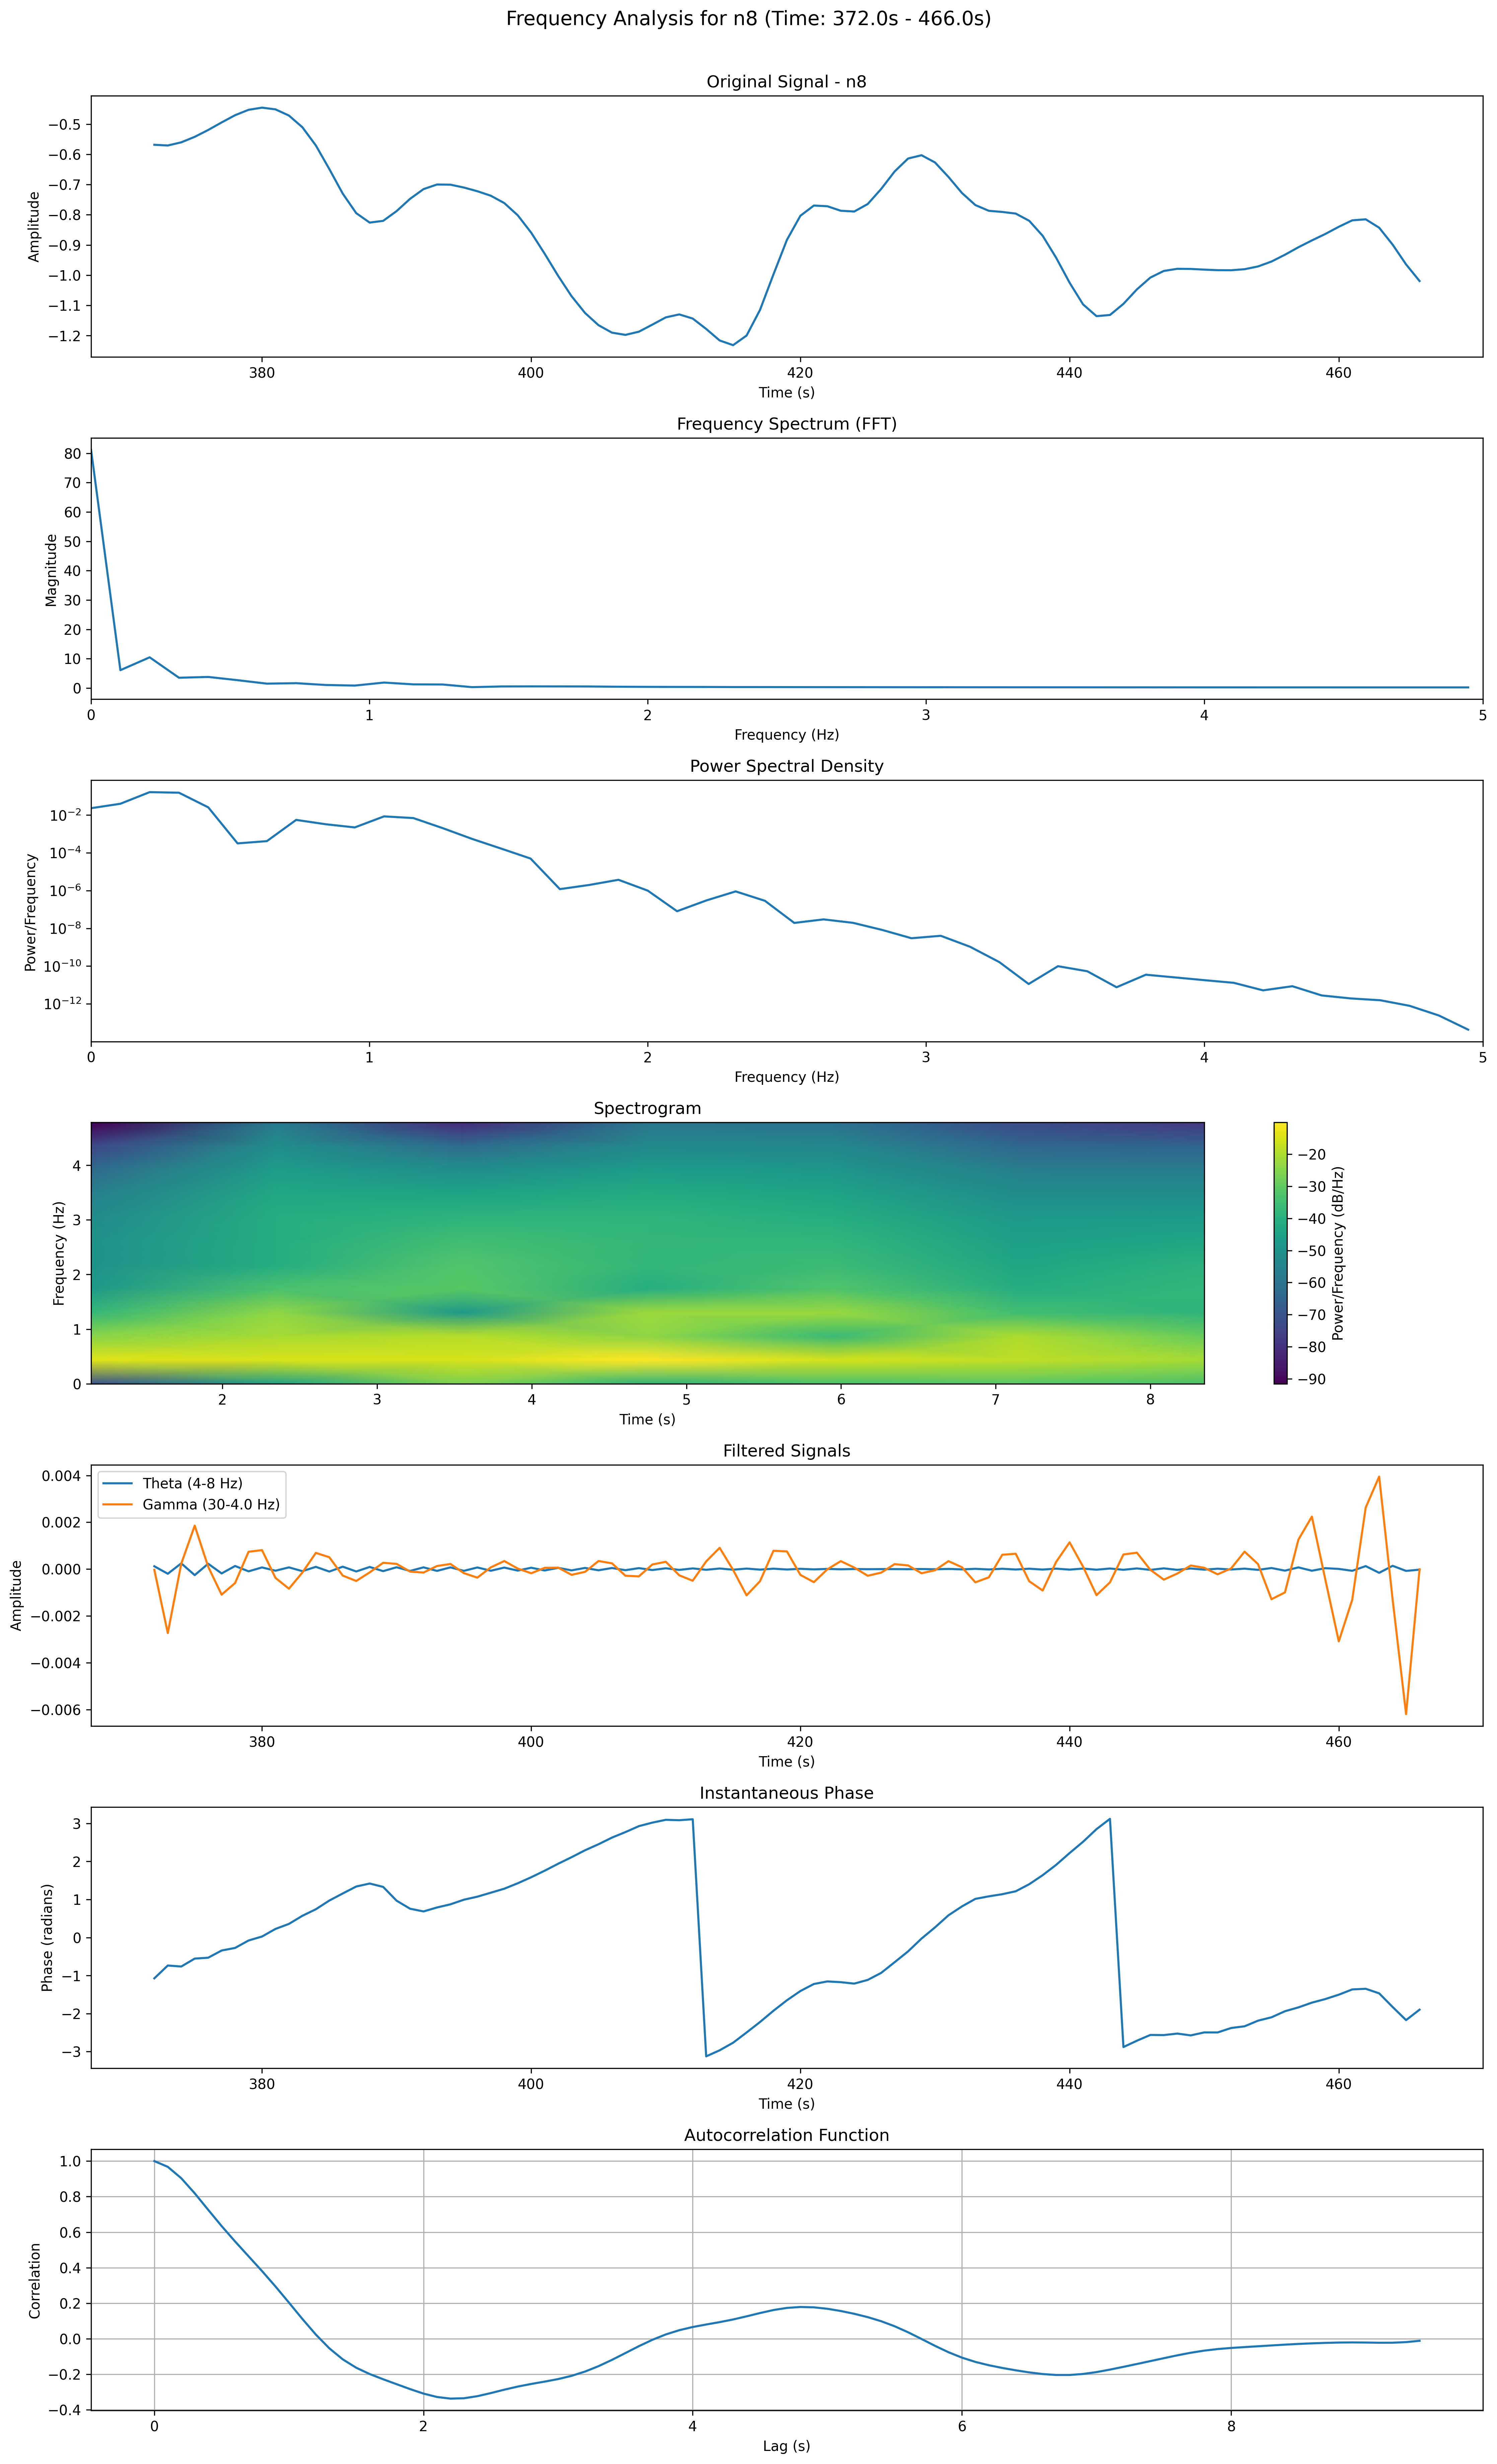 Frequency Analysis for n8 (Time: 372.0s - 466.0s)
Original Signal - n8
Amplitude
−0.5
−0.6
−0.7
−0.8
−0.9
−1.0
−1.1
−1.2
380 400 420 440 460
Time (s)
Frequency Spectrum (FFT)
Magnitude
80
70
60
50
40
30
20
10
0
0 1 2 3 4 5
Frequency (Hz)
Power Spectral Density
Power/Frequency
10⁻²
10⁻⁴
10⁻⁶
10⁻⁸
10⁻¹⁰
10⁻¹²
0 1 2 3 4 5
Frequency (Hz)
Spectrogram
Frequency (Hz)
4
3
2
1
0
2 3 4 5 6 7 8
Time (s)
−20
−30
−40
−50
−60
−70
−80
−90
Power/Frequency (dB/Hz)
Filtered Signals
Theta (4-8 Hz)
Gamma (30-4.0 Hz)
Amplitude
0.004
0.002
0.000
−0.002
−0.004
−0.006
380 400 420 440 460
Time (s)
Instantaneous Phase
Phase (radians)
3
2
1
0
−1
−2
−3
380 400 420 440 460
Time (s)
Autocorrelation Function
Correlation
1.0
0.8
0.6
0.4
0.2
0.0
−0.2
−0.4
0 2 4 6 8
Lag (s)